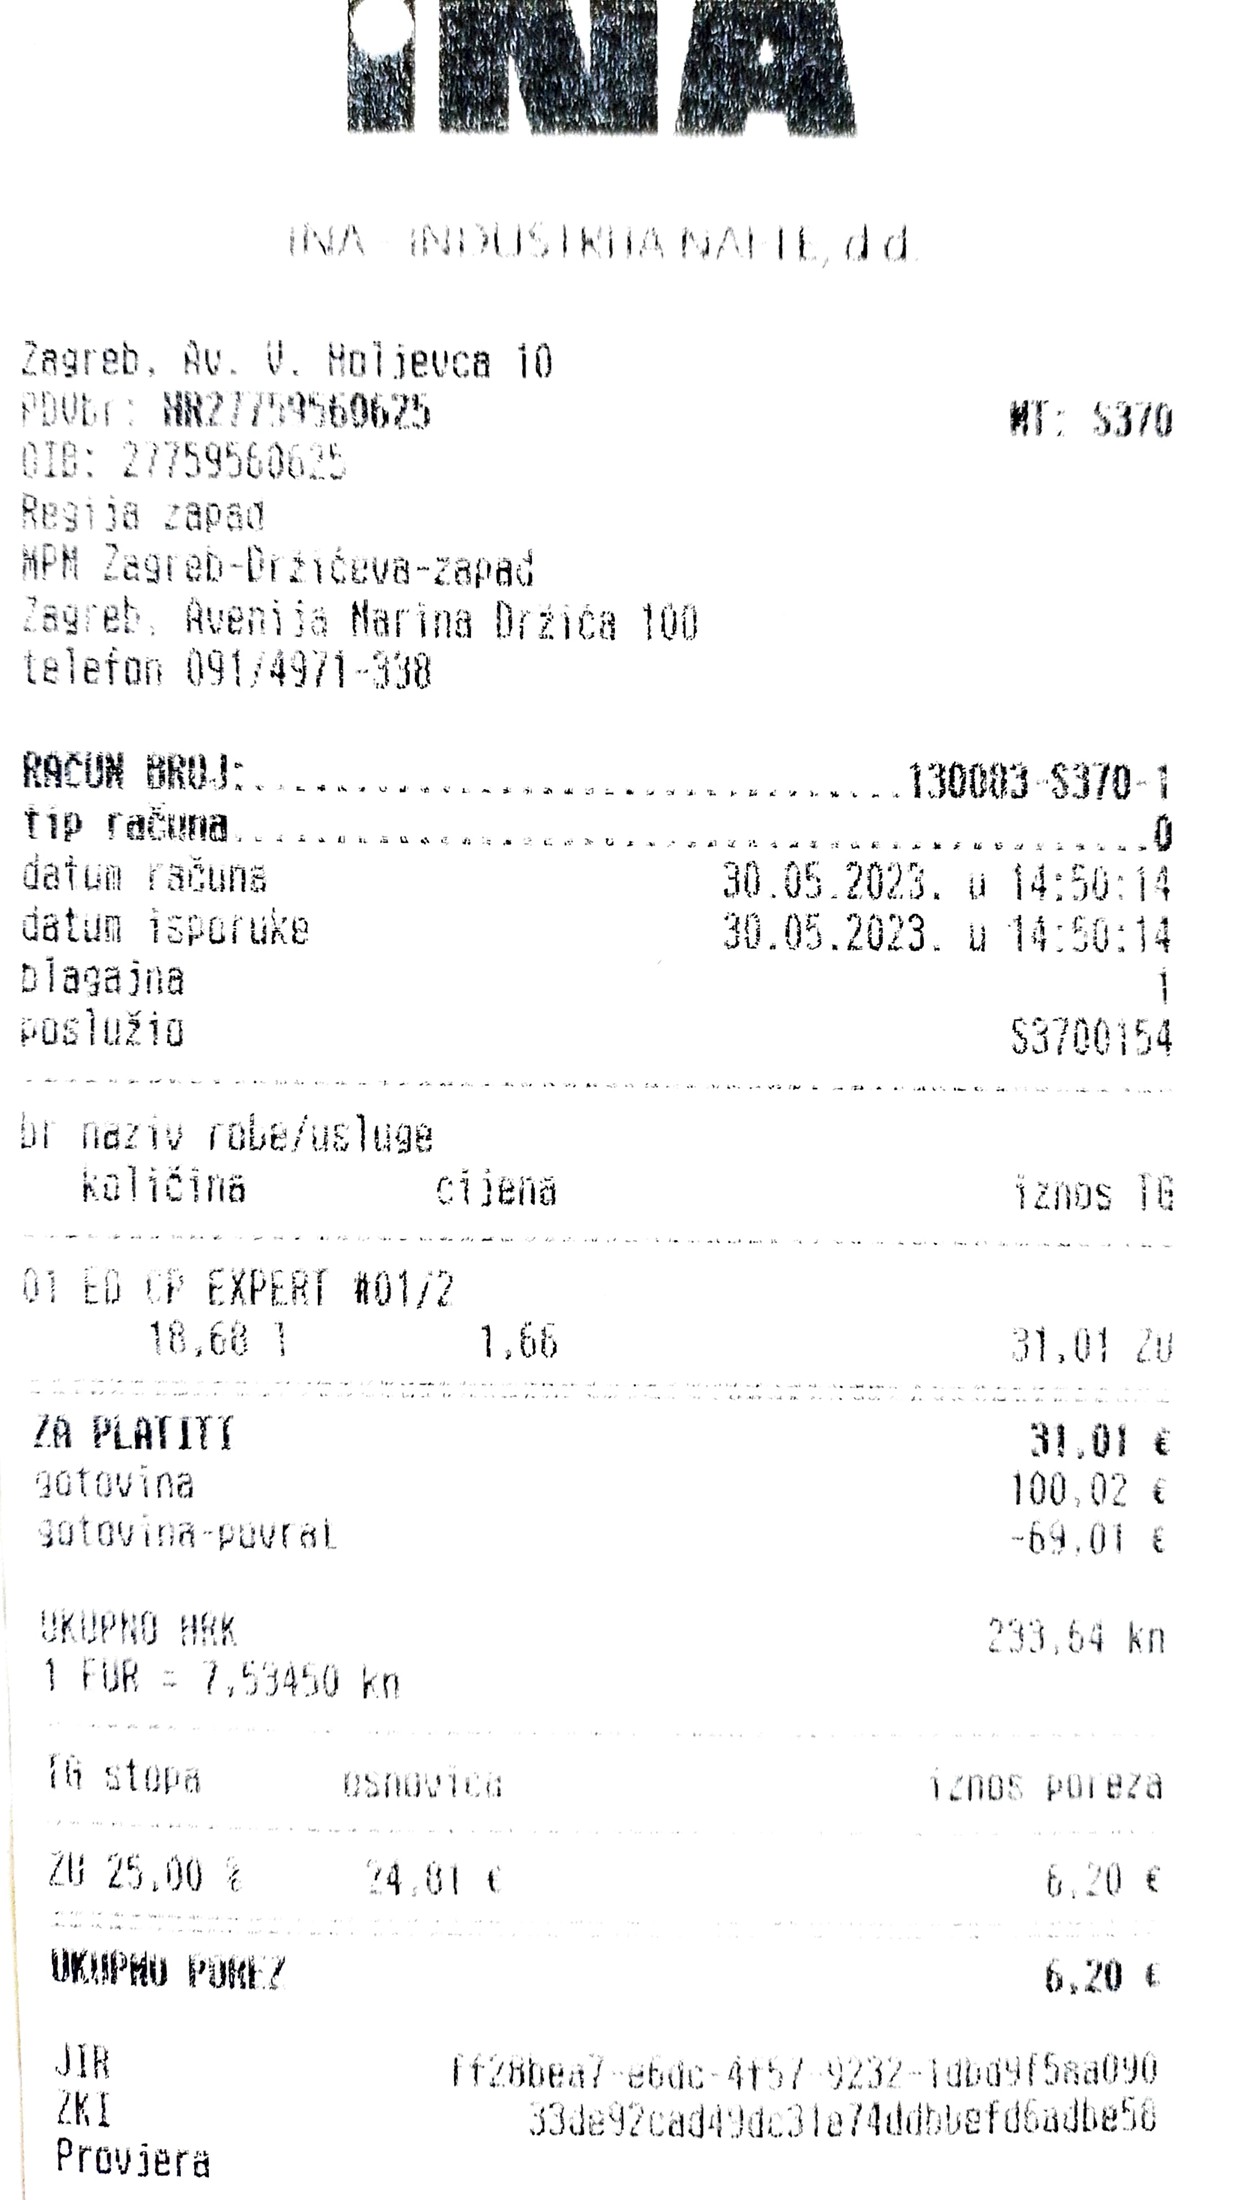 INA
INA - INDUSTRIJA NAFTE, d.d.
Zagreb, Av. V. Holjevca 10
PDVbr: HR27759560625 MT: S370
OIB: 27759560625
Regija zapad
MPM Zagreb-Držićeva-zapad
Zagreb, Avenija Marina Držića 100
telefon 091/4971-338
RAČUN BROJ:................................130003-S370-1
tip računa.............................................0
datum računa 30.05.2023. u 14:50:14
datum isporuke 30.05.2023. u 14:50:14
blagajna 1
poslužio S3700154
br naziv robe/usluge
količina cijena iznos TG
01 ED CP EXPERT #01/2
18,68 l 1,66 31,01 ZU
ZA PLATITI 31,01 €
gotovina 100,02 €
gotovina-povrat -69,01 €
UKUPNO HRK 233,64 kn
1 EUR = 7,53450 kn
TG stopa osnovica iznos poreza
ZU 25,00 % 24,81 € 6,20 €
UKUPNO POREZ 6,20 €
JIR ff28bea7-e6dc-4f57-9232-1dbd9f5aa090
ZKI
Provjera